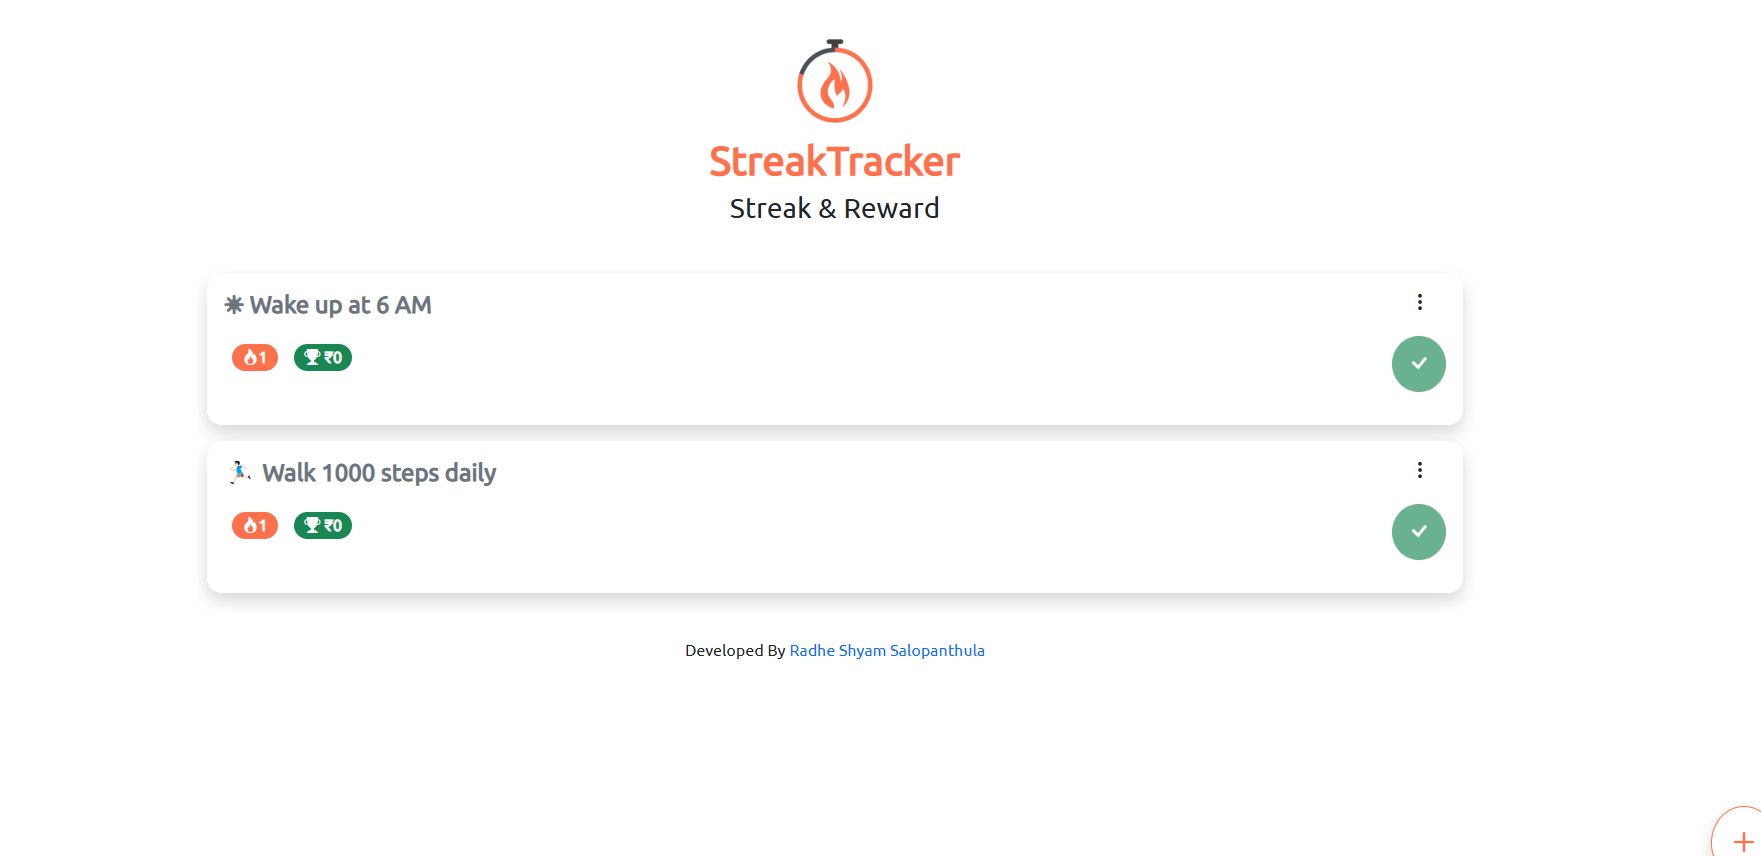 StreakTracker
Streak & Reward
Wake up at 6 AM
1 ₹0
Walk 1000 steps daily
1 ₹0
Developed By Radhe Shyam Salopanthula